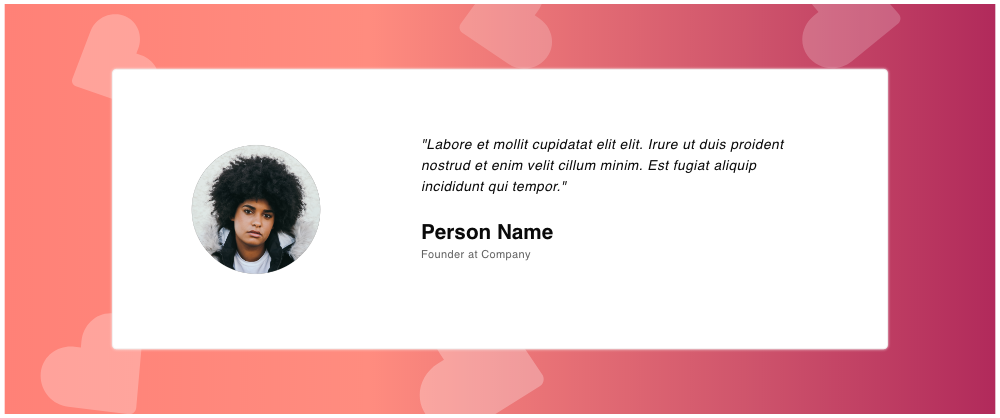 "Labore et mollit cupidatat elit elit. Irure ut duis proident
nostrud et enim velit cillum minim. Est fugiat aliquip
incididunt qui tempor."
Person Name
Founder at Company